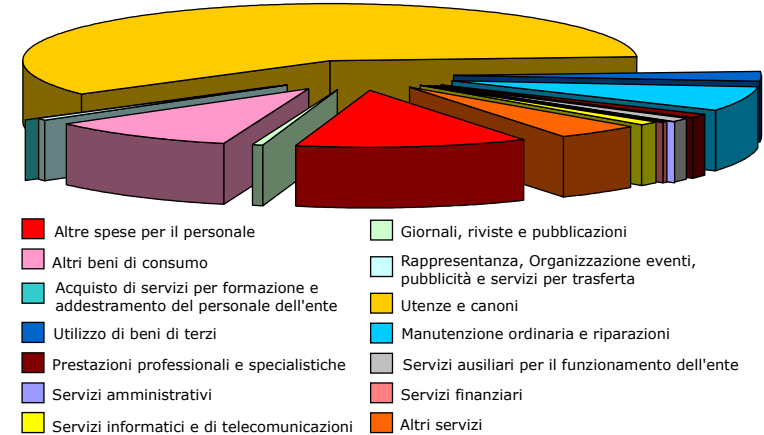 Altre spese per il personale
Giornali, riviste e pubblicazioni
Altri beni di consumo
Rappresentanza, Organizzazione eventi,
pubblicità e servizi per trasferta
Acquisto di servizi per formazione e
addestramento del personale dell'ente
Utenze e canoni
Utilizzo di beni di terzi
Manutenzione ordinaria e riparazioni
Prestazioni professionali e specialistiche
Servizi ausiliari per il funzionamento dell'ente
Servizi amministrativi
Servizi finanziari
Servizi informatici e di telecomunicazioni
Altri servizi